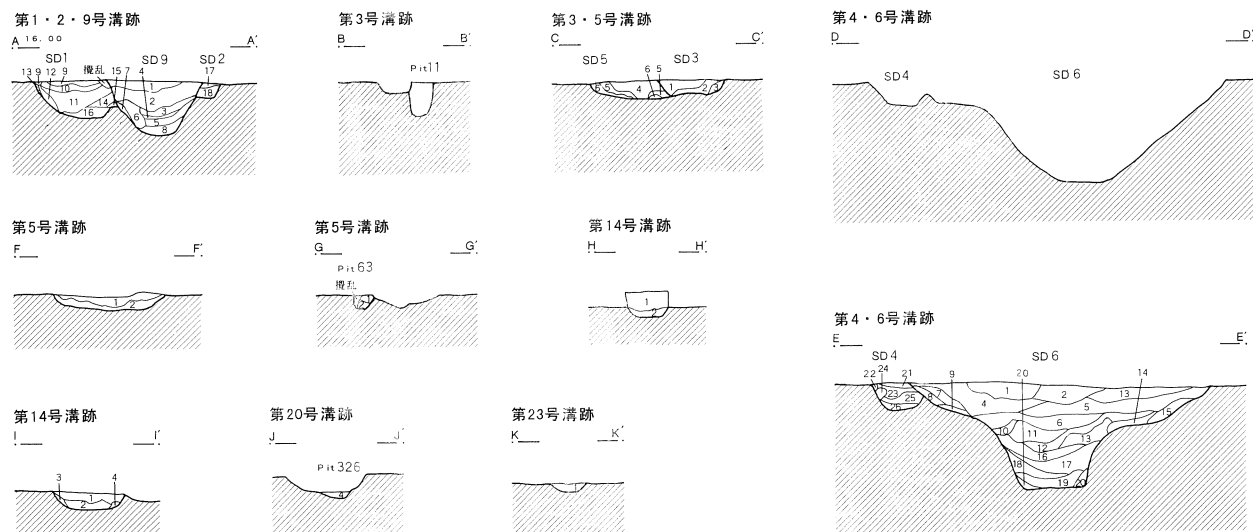 第1・2・9号溝跡
A 16.00 A′
SD1 SD9 SD2
13 9 12 9 攪乱 15 7 4 17
10 1 18
11 14 2
16 3
6 5
8
第3号溝跡
B B′
Pit11
第3・5号溝跡
C C′
SD5 6 5 SD3
6 5 4 1 2 3
第4・6号溝跡
D D′
SD4 SD6
第5号溝跡
F F′
1 2
第5号溝跡
G G′
Pit63
攪乱
1 2
第14号溝跡
H H′
1
2
第4・6号溝跡
E E′
SD4 SD6
22 24 21 9 20 14
23 25 8 7 1 2 13
26 4 5 15
10 11 6 13
12
16
18 17
19 20
第14号溝跡
I I′
3 4
1
2
第20号溝跡
J J′
Pit326
4
第23号溝跡
K K′